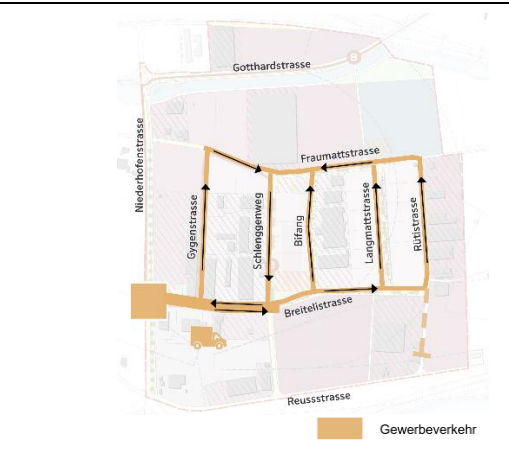 Gotthardstrasse
B
Niederhofenstrasse
Fraumattstrasse
Gygenstrasse
Schlenggenweg
Bifang
Langmattstrasse
Rütistrasse
Breitelistrasse
Reussstrasse
Gewerbeverkehr